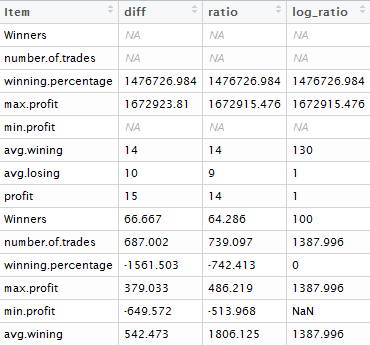 Item diff ratio log_ratio
Winners NA NA NA
number.of.trades NA NA NA
winning.percentage 1476726.984 1476726.984 1476726.984
max.profit 1672923.81 1672915.476 1672915.476
min.profit NA NA NA
avg.wining 14 14 130
avg.losing 10 9 1
profit 15 14 1
Winners 66.667 64.286 100
number.of.trades 687.002 739.097 1387.996
winning.percentage -1561.503 -742.413 0
max.profit 379.033 486.219 1387.996
min.profit -649.572 -513.968 NaN
avg.wining 542.473 1806.125 1387.996